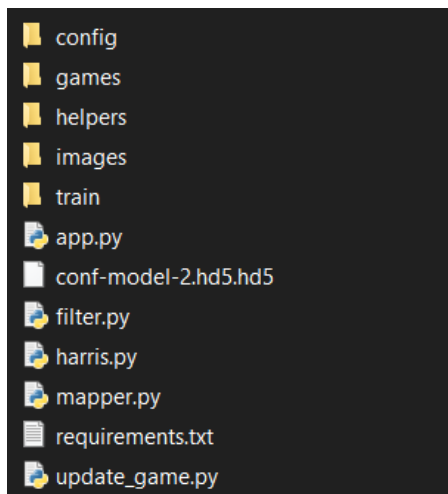 config
games
helpers
images
train
app.py
conf-model-2.hd5.hd5
filter.py
harris.py
mapper.py
requirements.txt
update_game.py